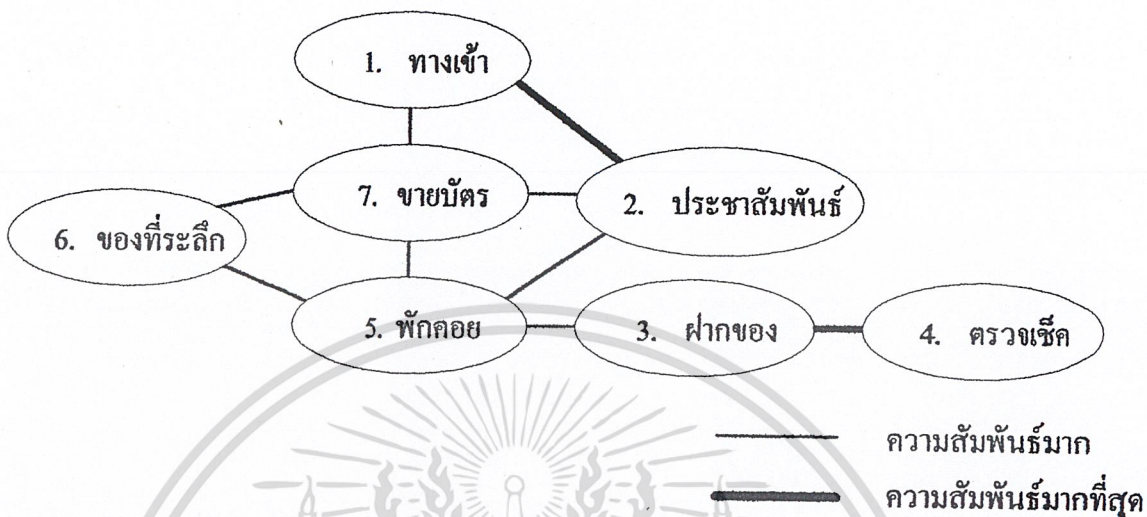 1. ทางเข้า
7. ขายบัตร
2. ประชาสัมพันธ์
6. ของที่ระลึก
5. พักคอย
3. ฝากของ
4. ตรวจเช็ค
ความสัมพันธ์มาก
ความสัมพันธ์มากที่สุด